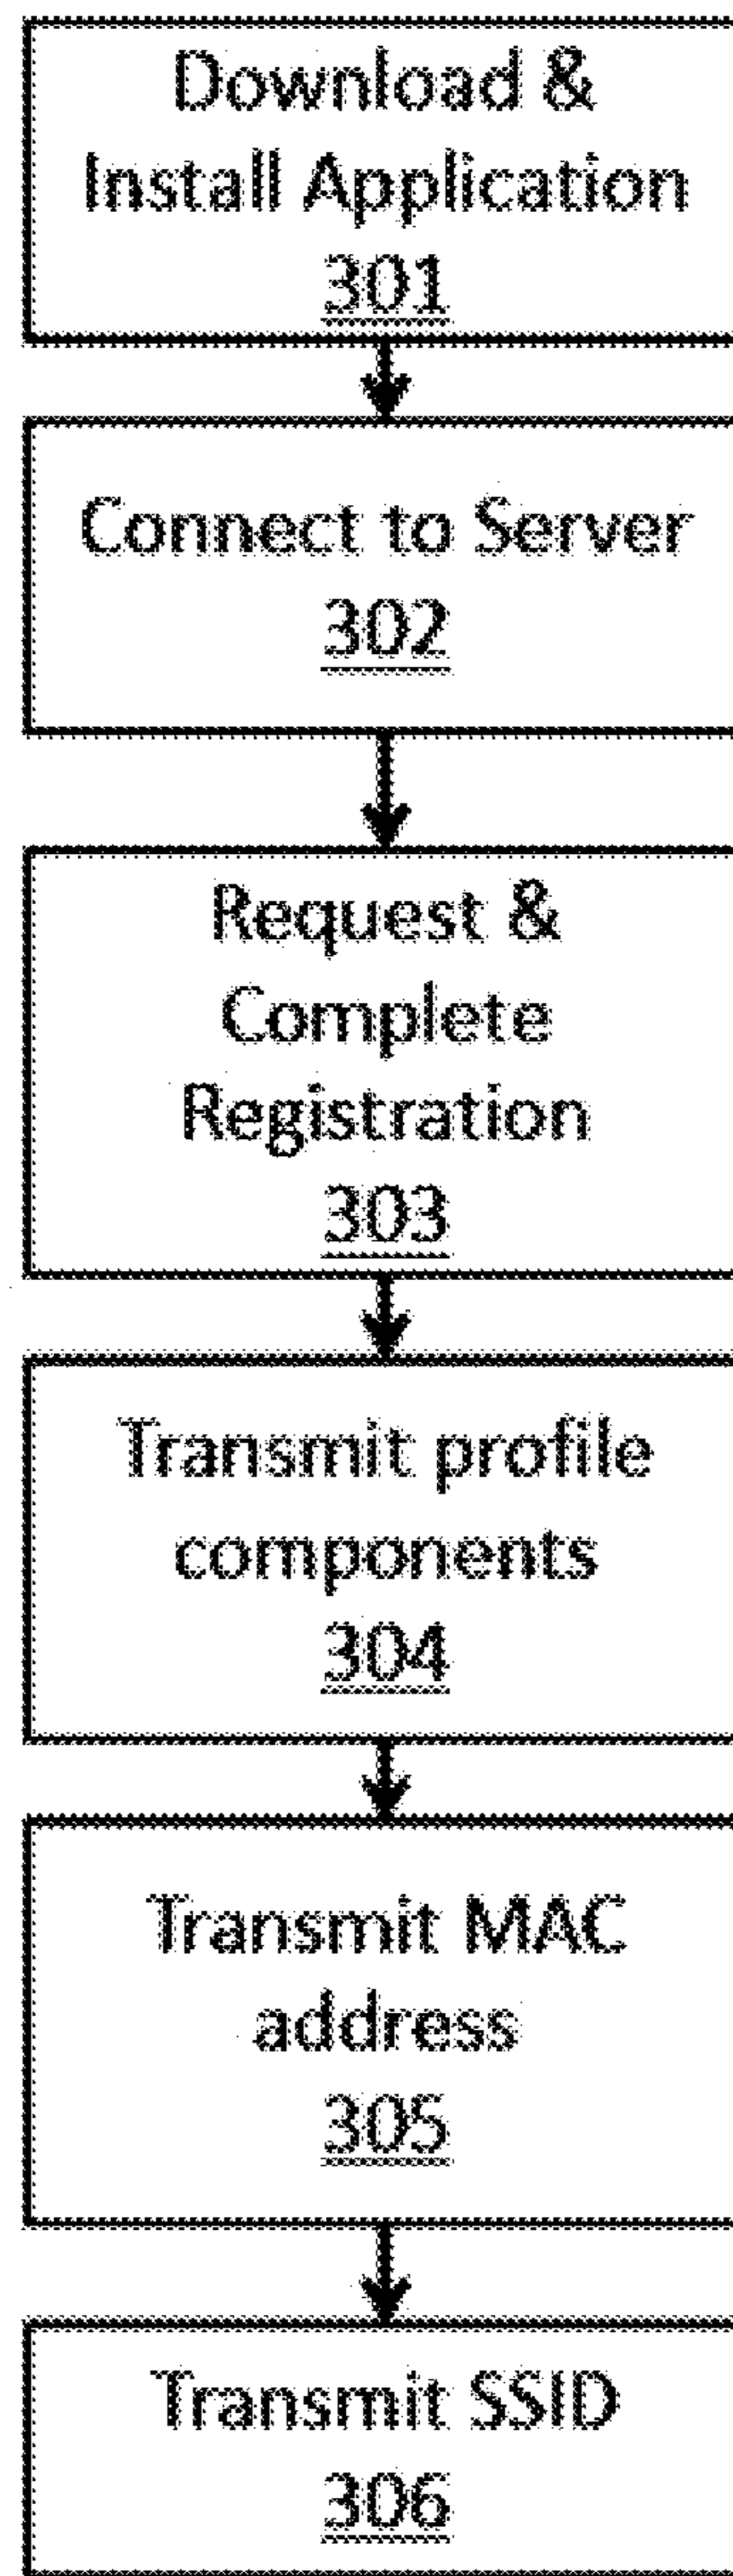 Download &
Install Application
301
Connect to Server
302
Request &
Complete
Registration
303
Transmit profile
components
304
Transmit MAC
address
305
Transmit SSID
306